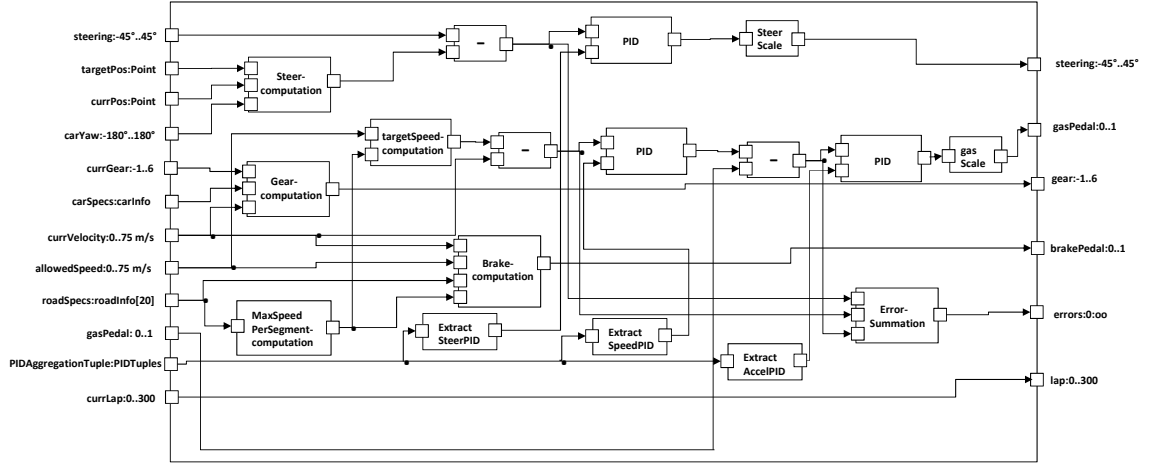 steering:-45°..45°
targetPos:Point
currPos:Point
carYaw:-180°..180°
currGear:-1..6
carSpecs:carInfo
currVelocity:0..75 m/s
allowedSpeed:0..75 m/s
roadSpecs:roadInfo[20]
gasPedal: 0..1
PIDAggregationTuple:PIDTuples
currLap:0..300
Steer-
computation
Gear-
computation
MaxSpeed
PerSegment-
computation
targetSpeed-
computation
Brake-
computation
Extract
SteerPID
-
-
PID
PID
Extract
SpeedPID
Steer
Scale
-
Extract
AccelPID
PID
gas
Scale
Error-
Summation
steering:-45°..45°
gasPedal:0..1
gear:-1..6
brakePedal:0..1
errors:0:oo
lap:0..300